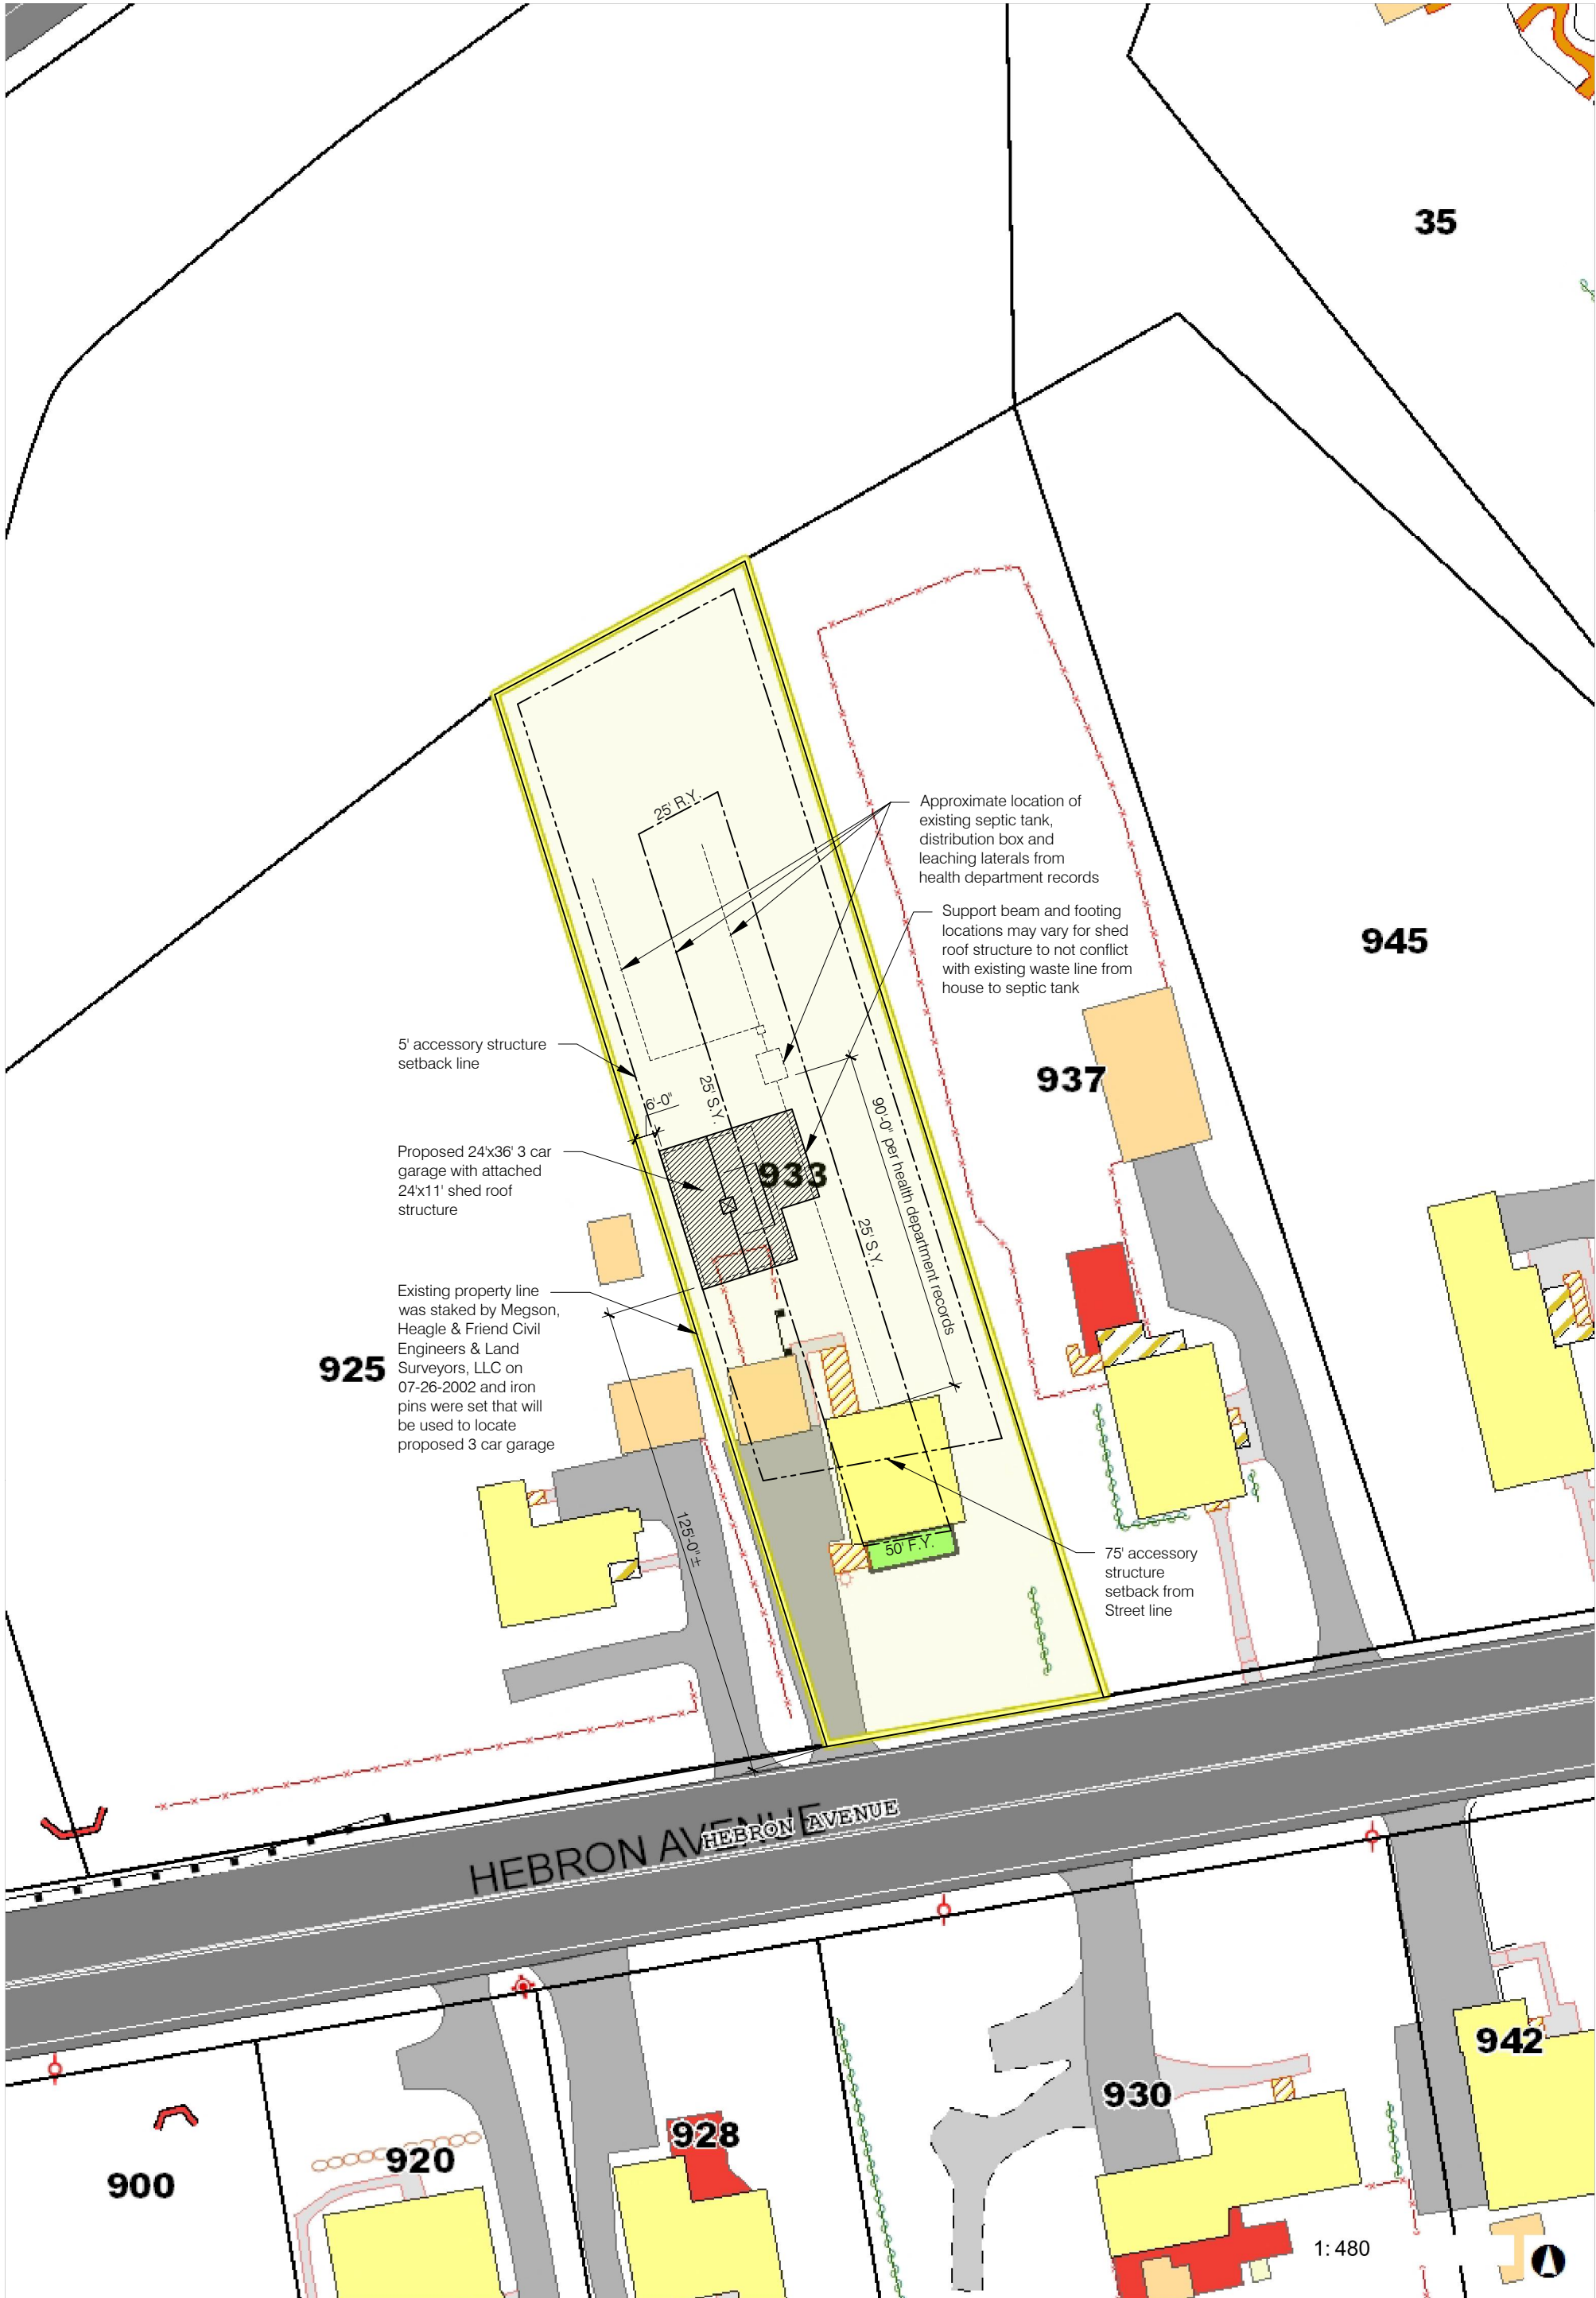 35
25' R.Y.
Approximate location of
existing septic tank,
distribution box and
leaching laterals from
health department records
Support beam and footing
locations may vary for shed
roof structure to not conflict
with existing waste line from
house to septic tank
945
5' accessory structure
setback line
937
6'-0"
25' S.Y.
90'-0" per health department records
Proposed 24'x36' 3 car
garage with attached
24'x11' shed roof
structure
933
25' S.Y.
Existing property line
was staked by Megson,
Heagle & Friend Civil
Engineers & Land
Surveyors, LLC on
07-26-2002 and iron
pins were set that will
be used to locate
proposed 3 car garage
925
125'-0"±
50' F.Y.
75' accessory
structure
setback from
Street line
HEBRON AVENUE
HEBRON AVENUE
942
930
928
920
900
1: 480